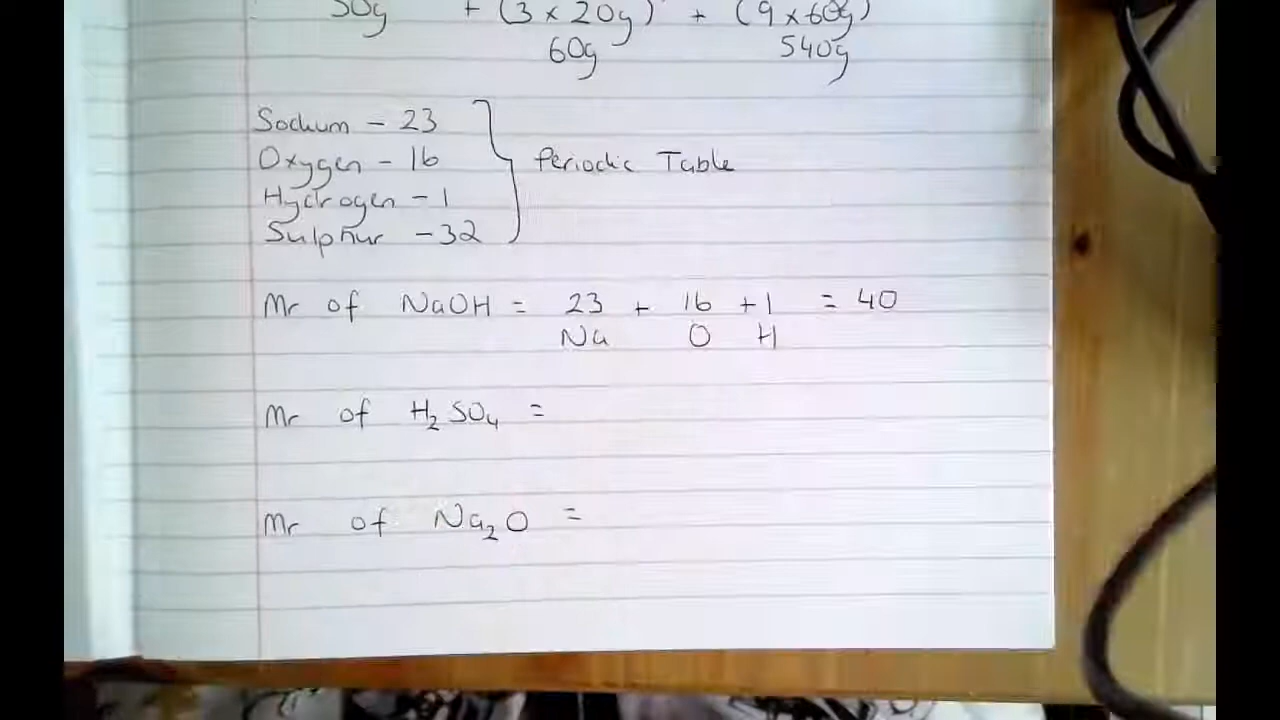 50g + (3 x 20g) + (9 x 60g)
60g 540g
Sodium - 23
Oxygen - 16
Hydrogen - 1
Sulphur - 32
Periodic Table
Mr of NaOH = 23 + 16 + 1 = 40
Na O H
Mr of H₂SO₄ =
Mr of Na₂O =